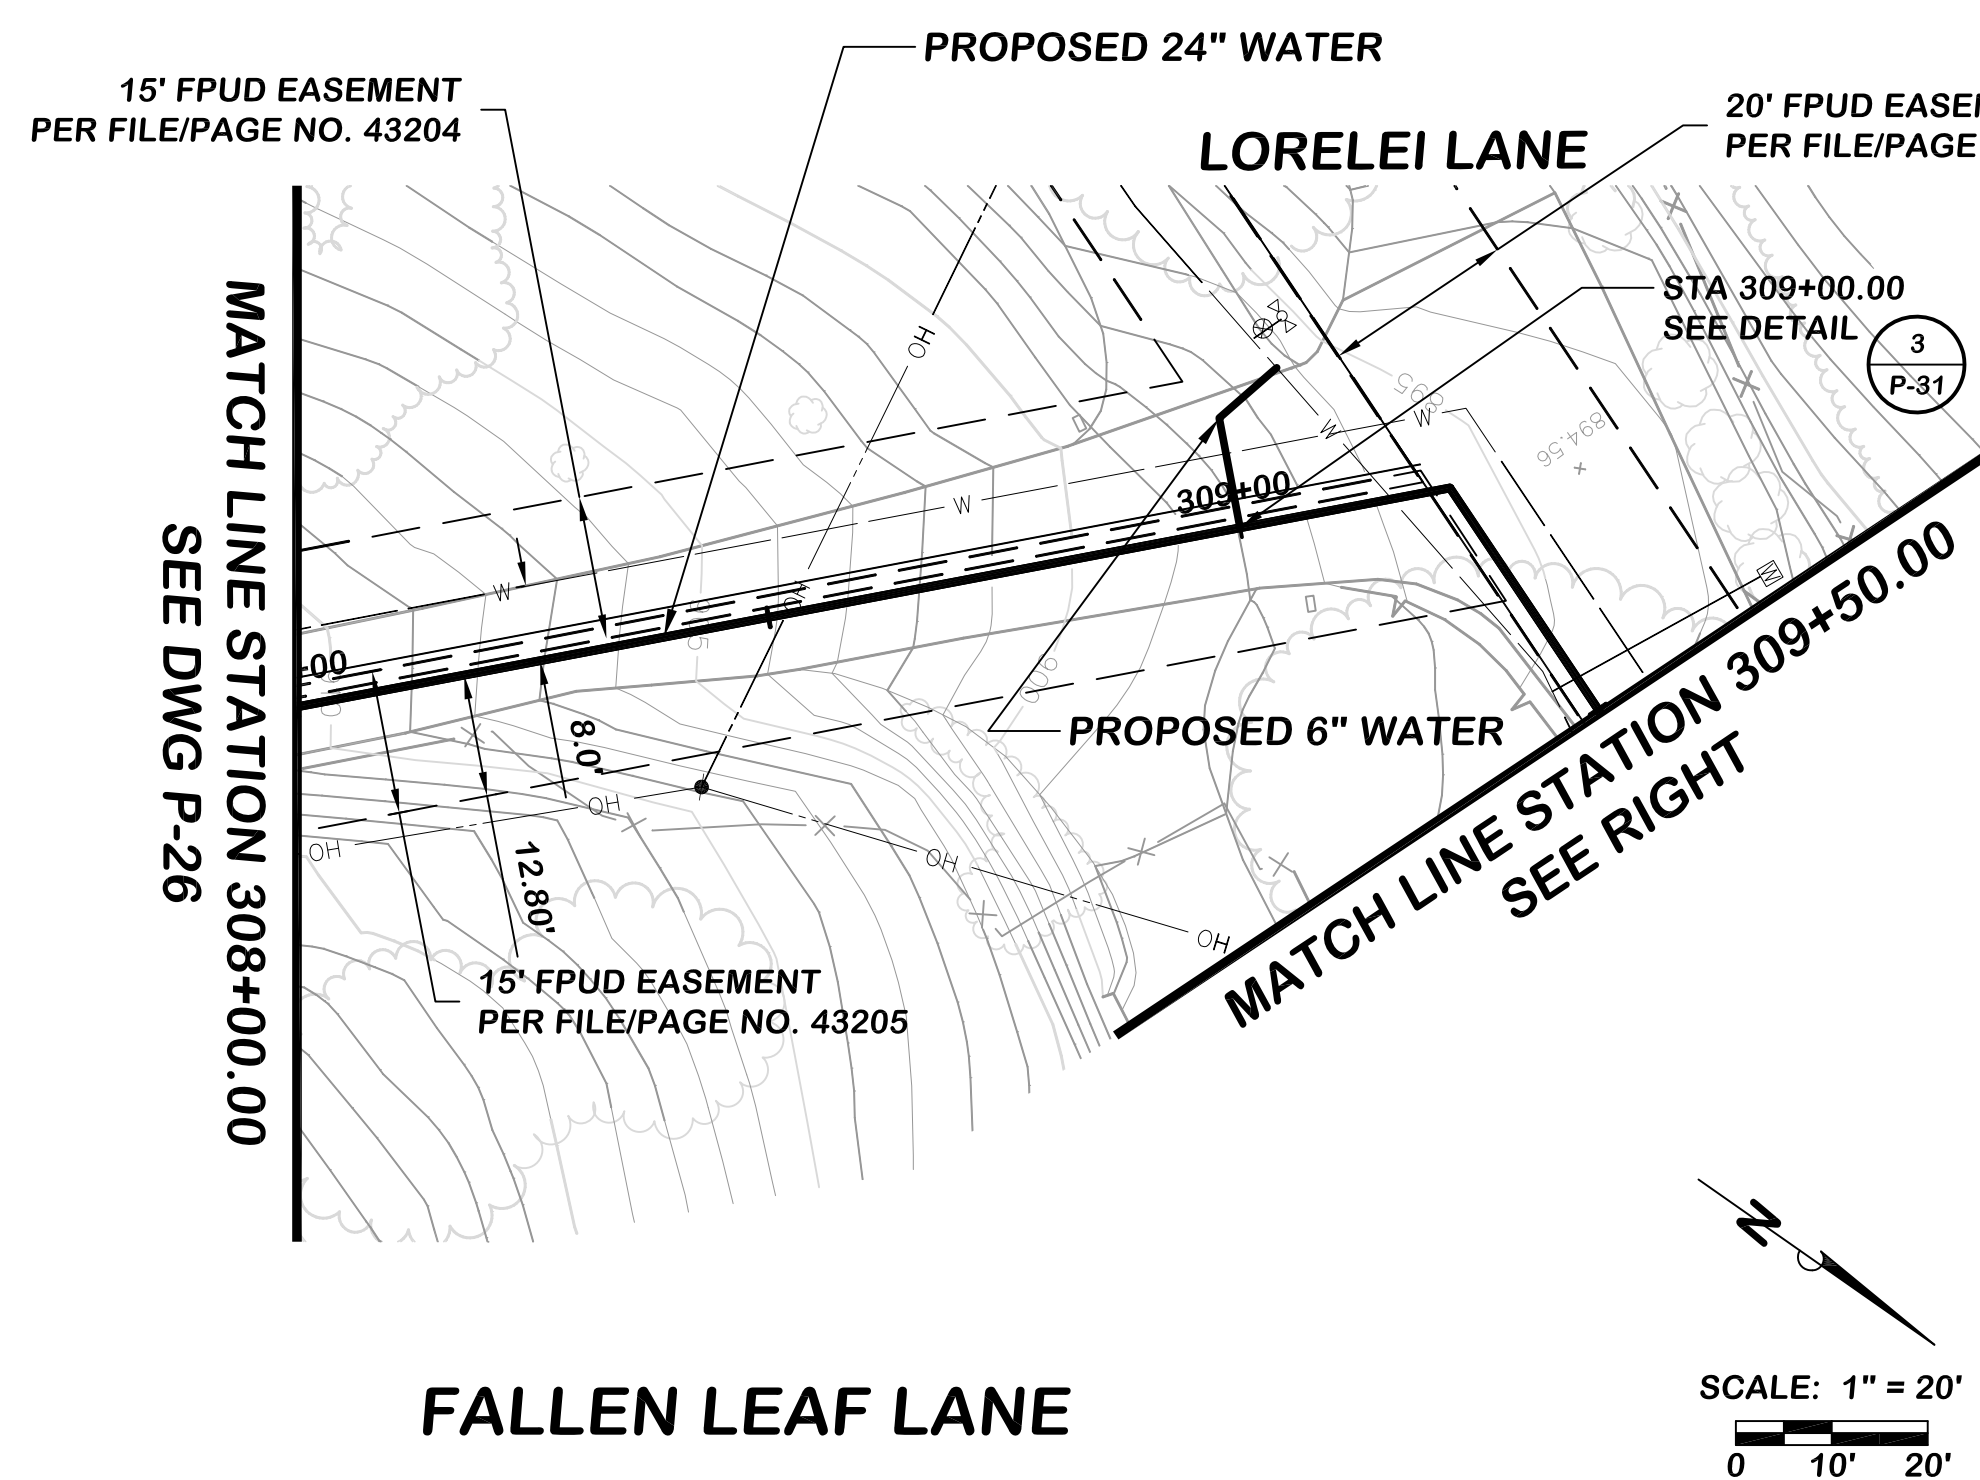 PROPOSED 24" WATER
15' FPUD EASEMENT
PER FILE/PAGE NO. 43204
20' FPUD
PER FILE/PAGE
LORELEI LANE
STA 309+00.00
SEE DETAIL
3
P-31
OH
895
W
W
894.56
309+00
W
W
MATCH LINE STATION 308+00.00
SEE DWG P-26
-00
8.0'
900
PROPOSED 6" WATER
W
MATCH LINE STATION 309+50.00
SEE RIGHT
OH
OH
OH
OH
12.80'
15' FPUD EASEMENT
PER FILE/PAGE NO. 43205
N
FALLEN LEAF LANE
SCALE: 1" = 20'
0 10' 20'